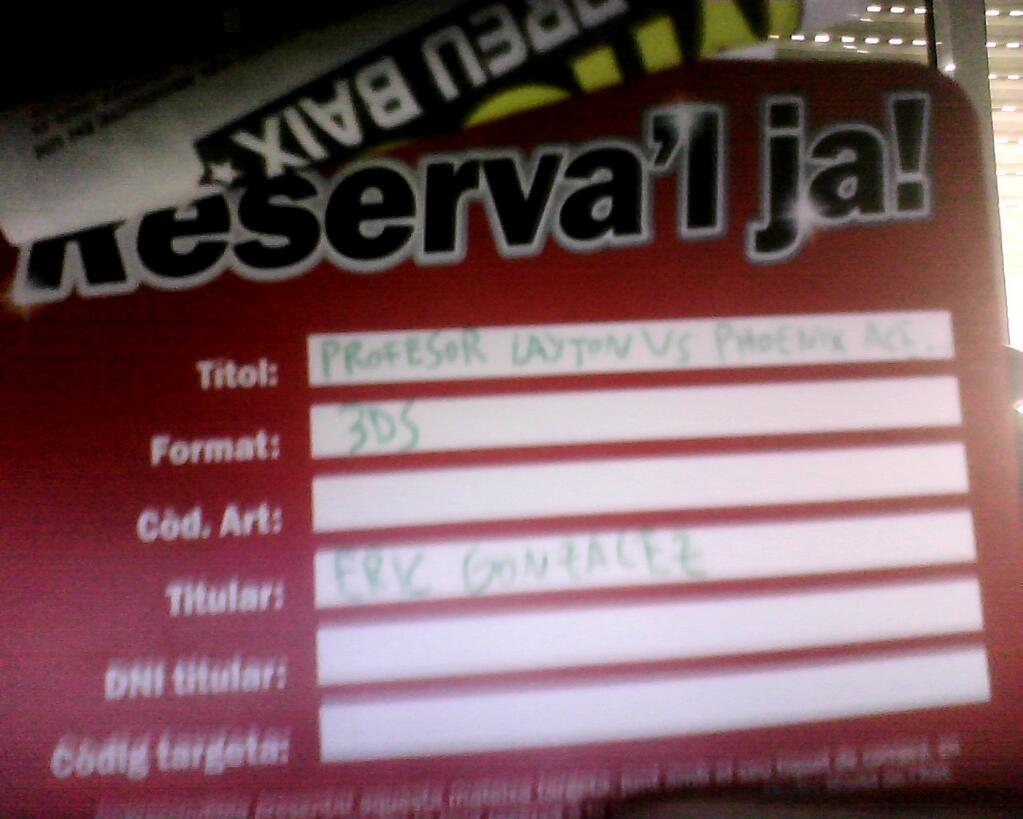 PREU BAIX
Reserva'l ja!
Títol: PROFESOR LAYTON VS PHOENIX ACE.
Format: 3DS
Còd. Art:
Titular: ERIC GONZALEZ
DNI titular:
Còdig targeta: